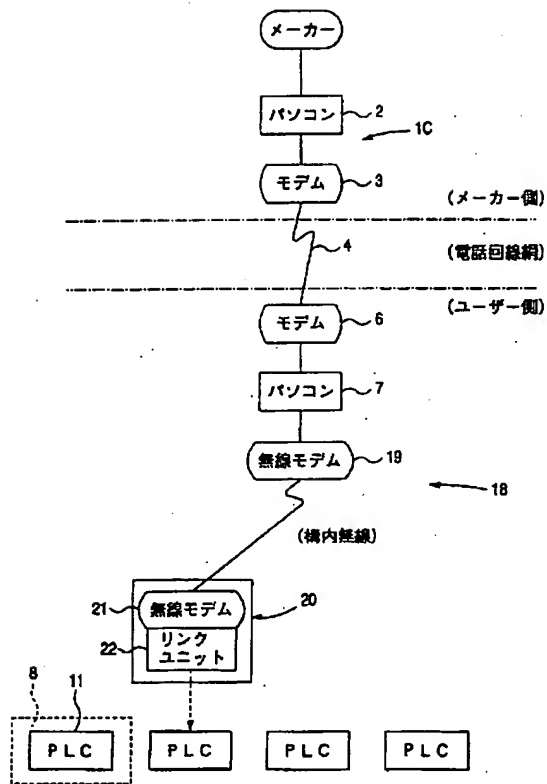 メーカー
パソコン
2
1C
モデム
3
(メーカー側)
4
(電話回線網)
(ユーザー側)
モデム
6
パソコン
7
無線モデム
19
18
(構内無線)
21
無線モデム
20
22
リンク
ユニット
8
11
PLC
PLC
PLC
PLC